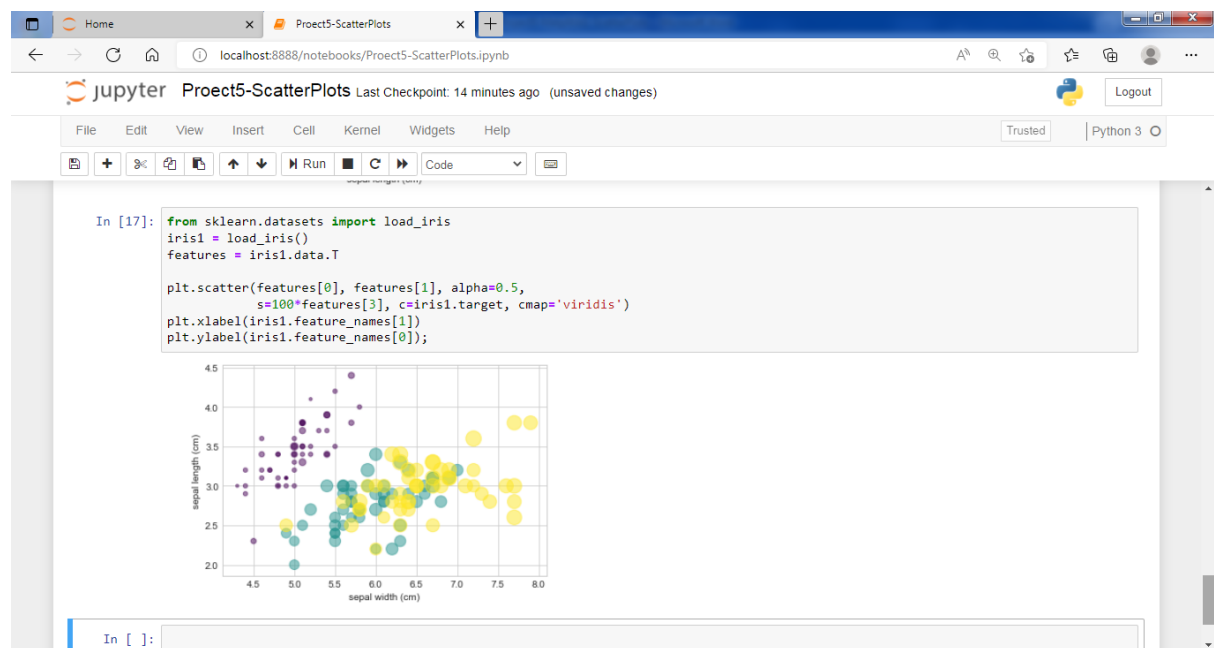 Home
Proect5-ScatterPlots
localhost:8888/notebooks/Proect5-ScatterPlots.ipynb
jupyter Proect5-ScatterPlots Last Checkpoint: 14 minutes ago (unsaved changes)
Logout
File Edit View Insert Cell Kernel Widgets Help
Trusted
Python 3
Run
Code
sepal length (cm)
In [17]: from sklearn.datasets import load_iris
iris1 = load_iris()
features = iris1.data.T
plt.scatter(features[0], features[1], alpha=0.5,
s=100*features[3], c=iris1.target, cmap='viridis')
plt.xlabel(iris1.feature_names[1])
plt.ylabel(iris1.feature_names[0]);
4.5
4.0
3.5
3.0
2.5
2.0
sepal length (cm)
4.5 5.0 5.5 6.0 6.5 7.0 7.5 8.0
sepal width (cm)
In [ ]: